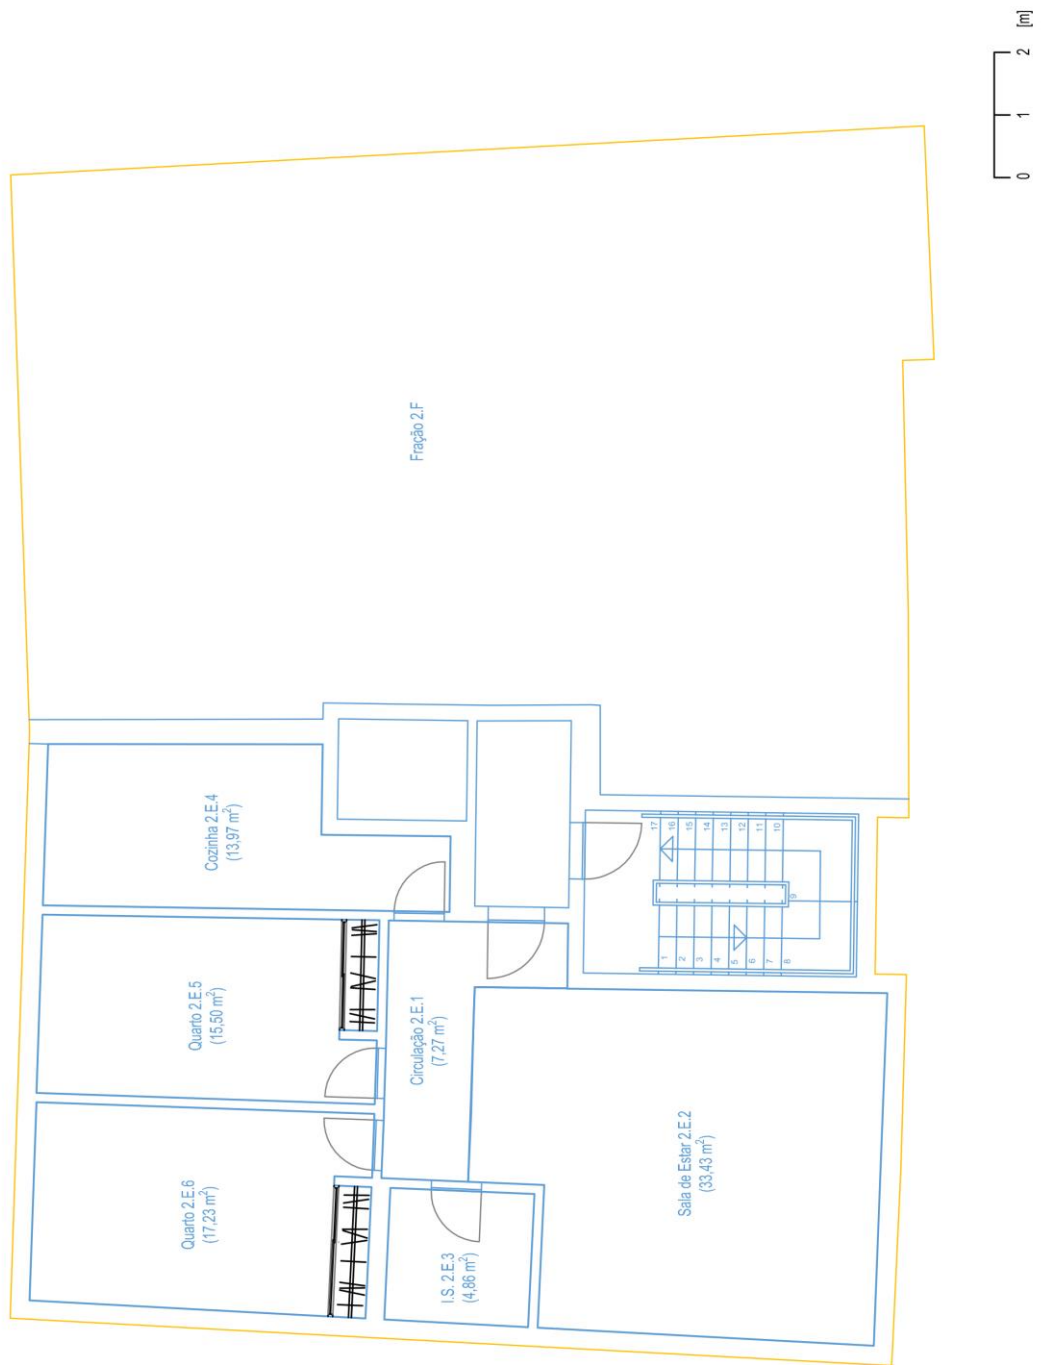 Fração 2.F
Cozinha 2.E.4
(13,97 m²)
Quarto 2.E.5
(15,50 m²)
Quarto 2.E.6
(17,23 m²)
Circulação 2.E.1
(7,27 m²)
I.S. 2.E.3
(4,86 m²)
Sala de Estar 2.E.2
(33,43 m²)
1
2
3
4
5
6
7
8
9
10
11
12
13
14
15
16
17
0 1 2 [m]